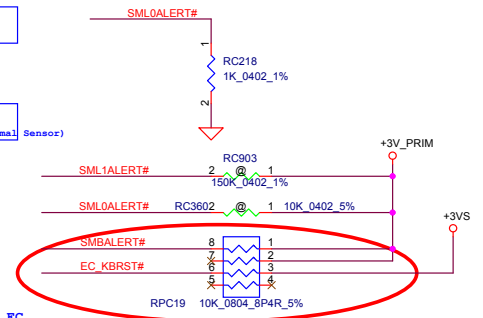 SML0ALERT#
1
RC218
1K_0402_1%
2
mal Sensor)
+3V_PRIM
RC903
SML1ALERT# 2 @ 1
150K_0402_1%
SML0ALERT# RC3602 @ 1 10K_0402_5%
+3VS
SMBALERT# 8 1
7 2
EC_KBRST# 6 3
5 4
RPC19 10K_0804_8P4R_5%
EC